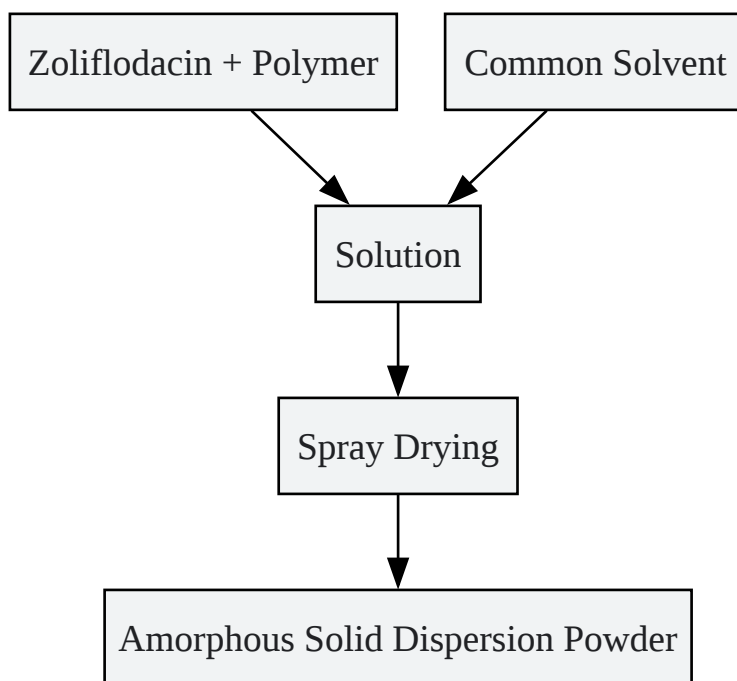 Zoliflodacin + Polymer
Common Solvent
Solution
Spray Drying
Amorphous Solid Dispersion Powder